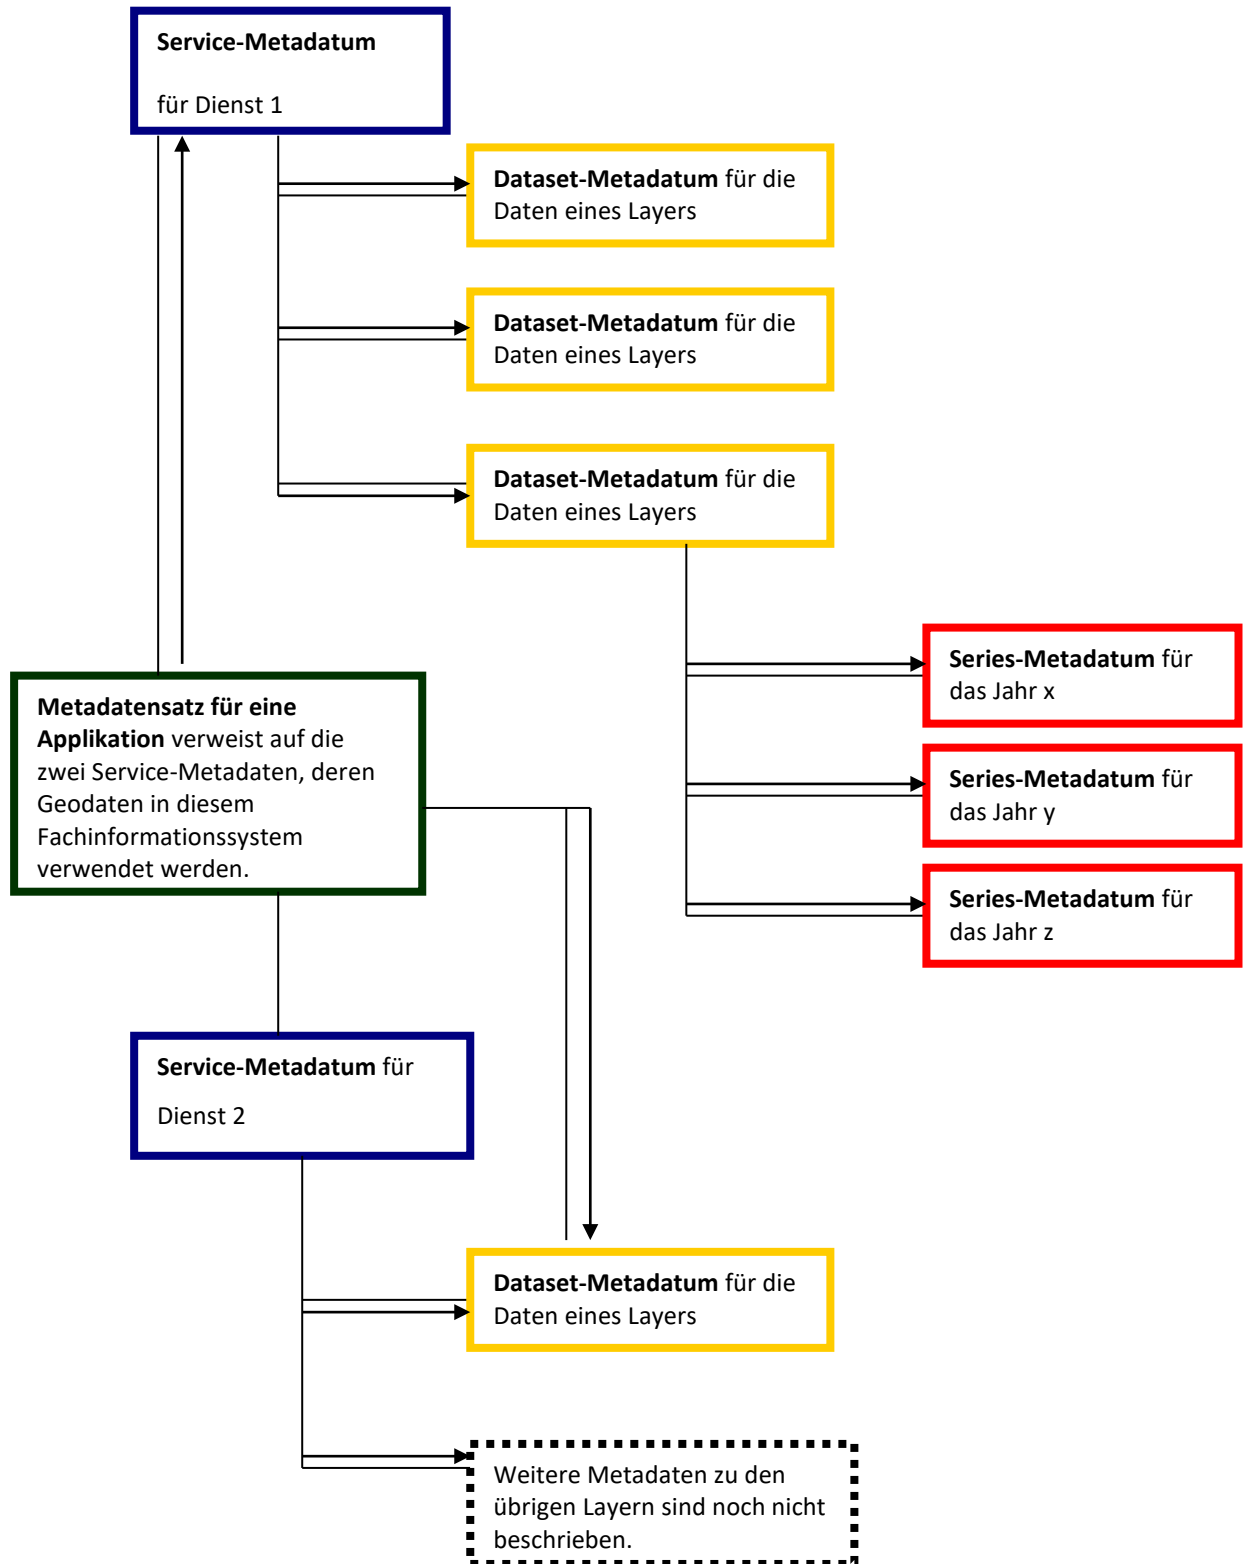 Service-Metadatum
für Dienst 1
Dataset-Metadatum für die
Daten eines Layers
Dataset-Metadatum für die
Daten eines Layers
Dataset-Metadatum für die
Daten eines Layers
Series-Metadatum für
das Jahr x
Metadatensatz für eine
Applikation verweist auf die
zwei Service-Metadaten, deren
Geodaten in diesem
Fachinformationssystem
verwendet werden.
Series-Metadatum für
das Jahr y
Series-Metadatum für
das Jahr z
Service-Metadatum für
Dienst 2
Dataset-Metadatum für die
Daten eines Layers
Weitere Metadaten zu den
übrigen Layern sind noch nicht
beschrieben.